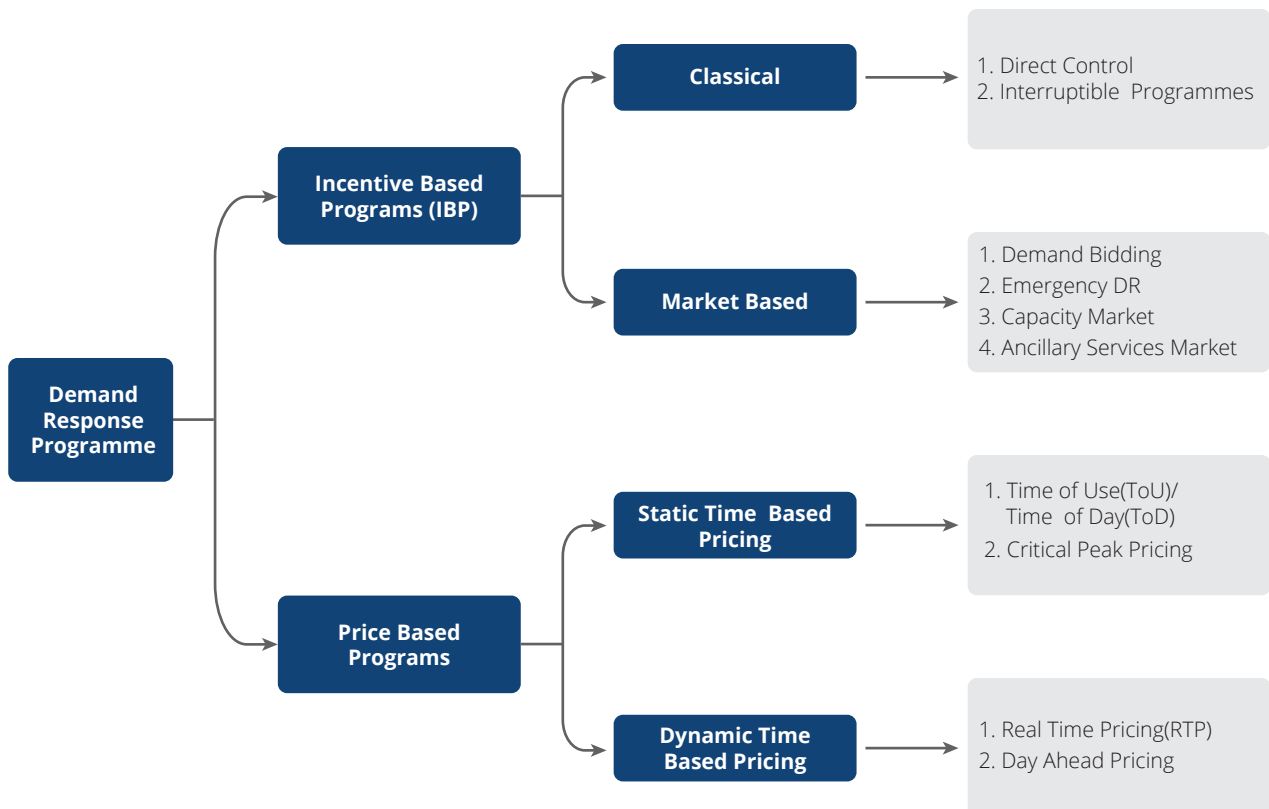 Demand
Response
Programme
Incentive Based
Programs (IBP)
Classical
1. Direct Control
2. Interruptible Programmes
Market Based
1. Demand Bidding
2. Emergency DR
3. Capacity Market
4. Ancillary Services Market
Price Based
Programs
Static Time Based
Pricing
1. Time of Use(ToU)/
Time of Day(ToD)
2. Critical Peak Pricing
Dynamic Time
Based Pricing
1. Real Time Pricing(RTP)
2. Day Ahead Pricing